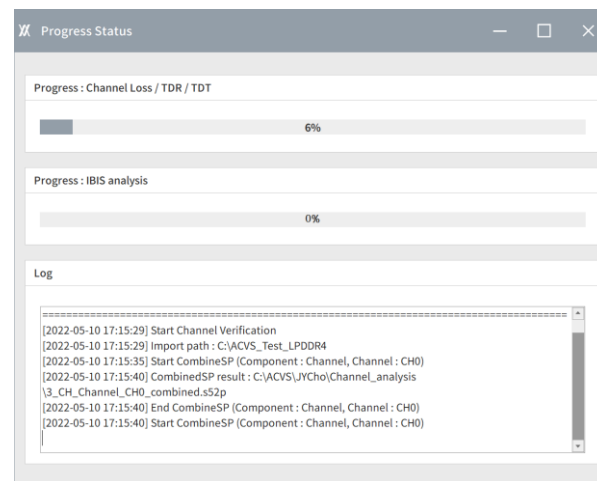 Progress Status
Progress : Channel Loss / TDR / TDT
6%
Progress : IBIS analysis
0%
Log
==========================================================================================
[2022-05-10 17:15:29] Start Channel Verification
[2022-05-10 17:15:29] Import path : C:\ACVS_Test_LPDDR4
[2022-05-10 17:15:35] Start CombineSP (Component : Channel, Channel : CH0)
[2022-05-10 17:15:40] CombinedSP result : C:\ACVS\JYCho\Channel_analysis
\3_CH_Channel_CH0_combined.s52p
[2022-05-10 17:15:40] End CombineSP (Component : Channel, Channel : CH0)
[2022-05-10 17:15:40] Start CombineSP (Component : Channel, Channel : CH0)